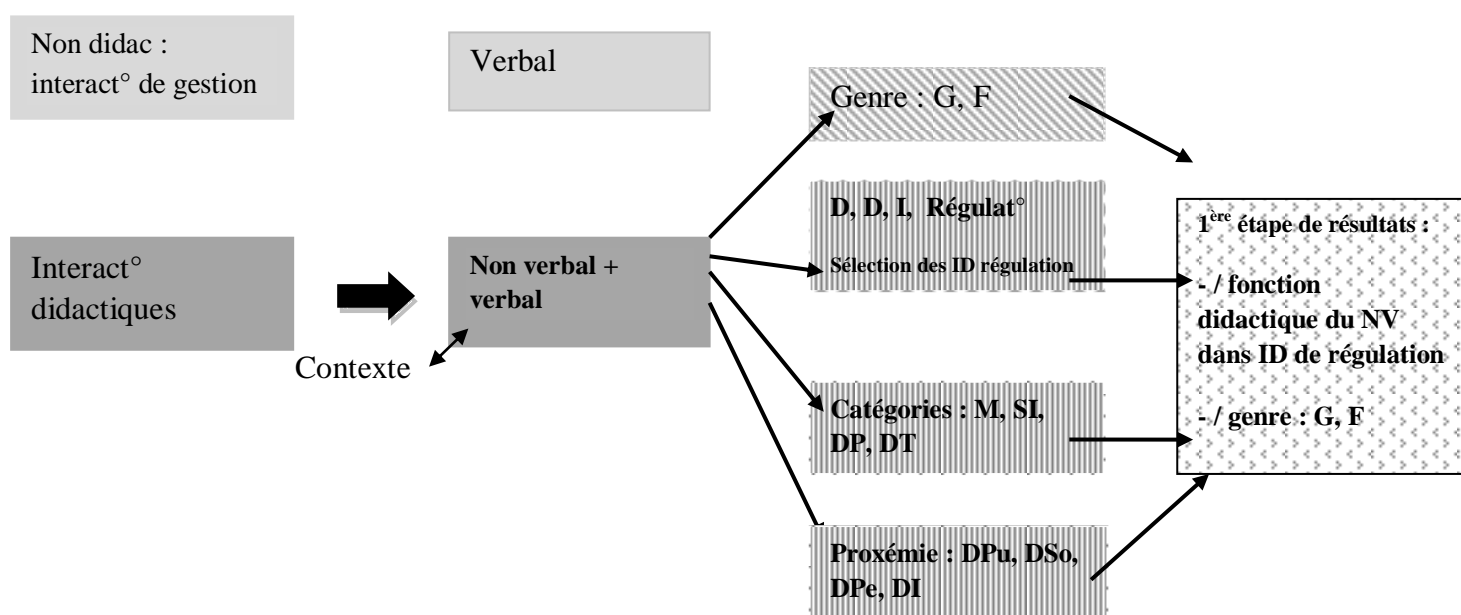 Non didac :
interact° de gestion
Verbal
Genre : G, F
D, D, I,  Régulat°
Sélection des ID régulation
Interact°
didactiques
Non verbal +
verbal
Contexte
Catégories : M, SI,
DP, DT
Proxémie : DPu, DSo,
DPe, DI
1ère étape de résultats :
- / fonction
didactique du NV
dans ID de régulation
- / genre : G, F